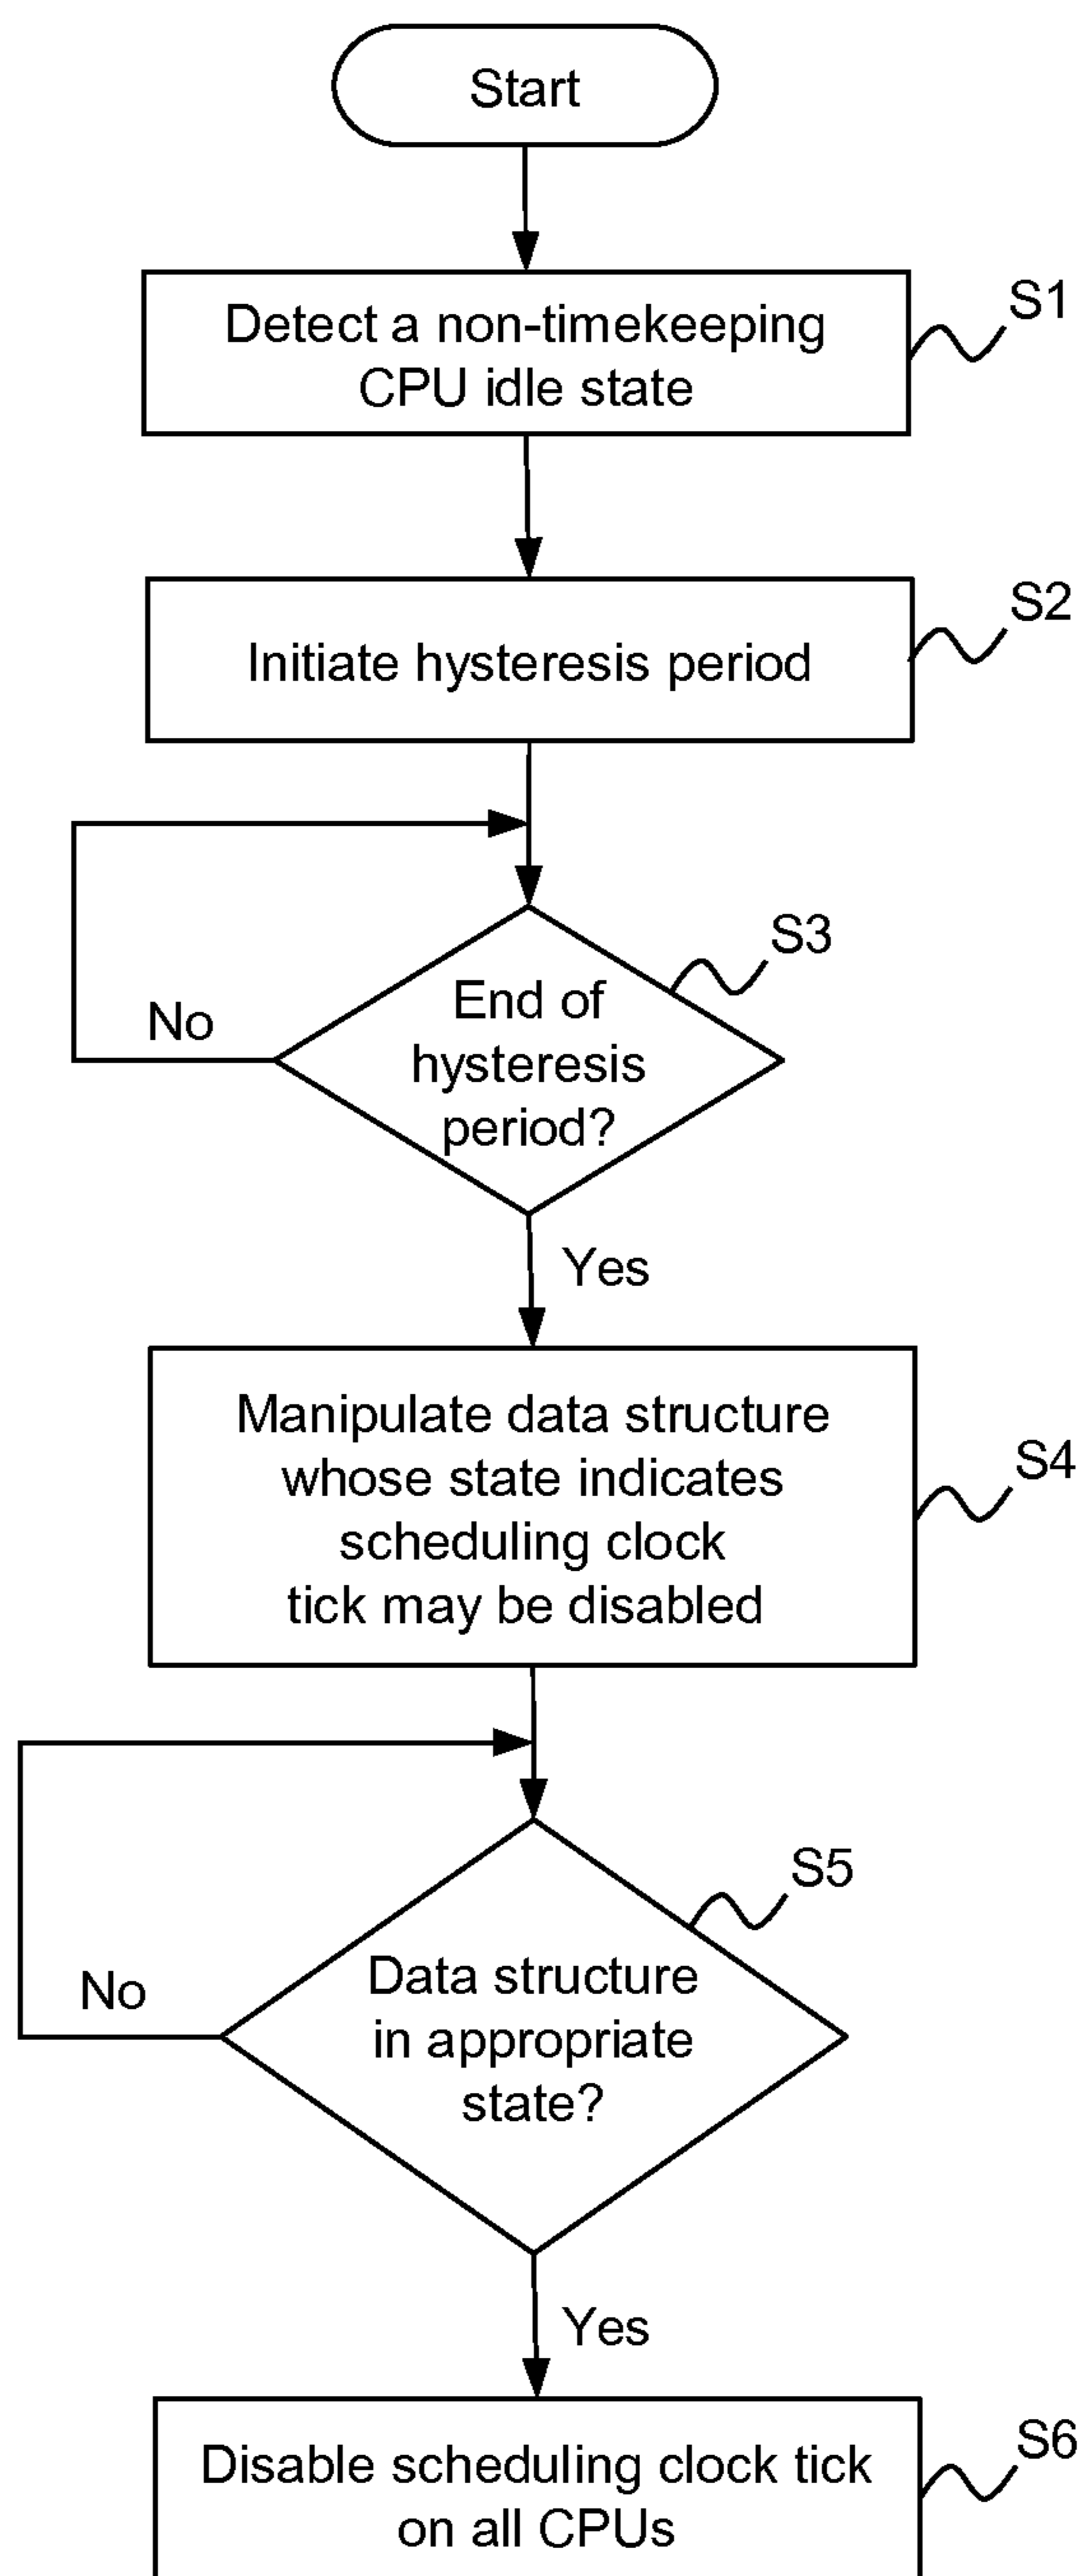 Start
Detect a non-timekeeping
CPU idle state
S1
Initiate hysteresis period
S2
End of
hysteresis
period?
S3
No
Yes
Manipulate data structure
whose state indicates
scheduling clock
tick may be disabled
S4
Data structure
in appropriate
state?
S5
No
Yes
Disable scheduling clock tick
on all CPUs
S6